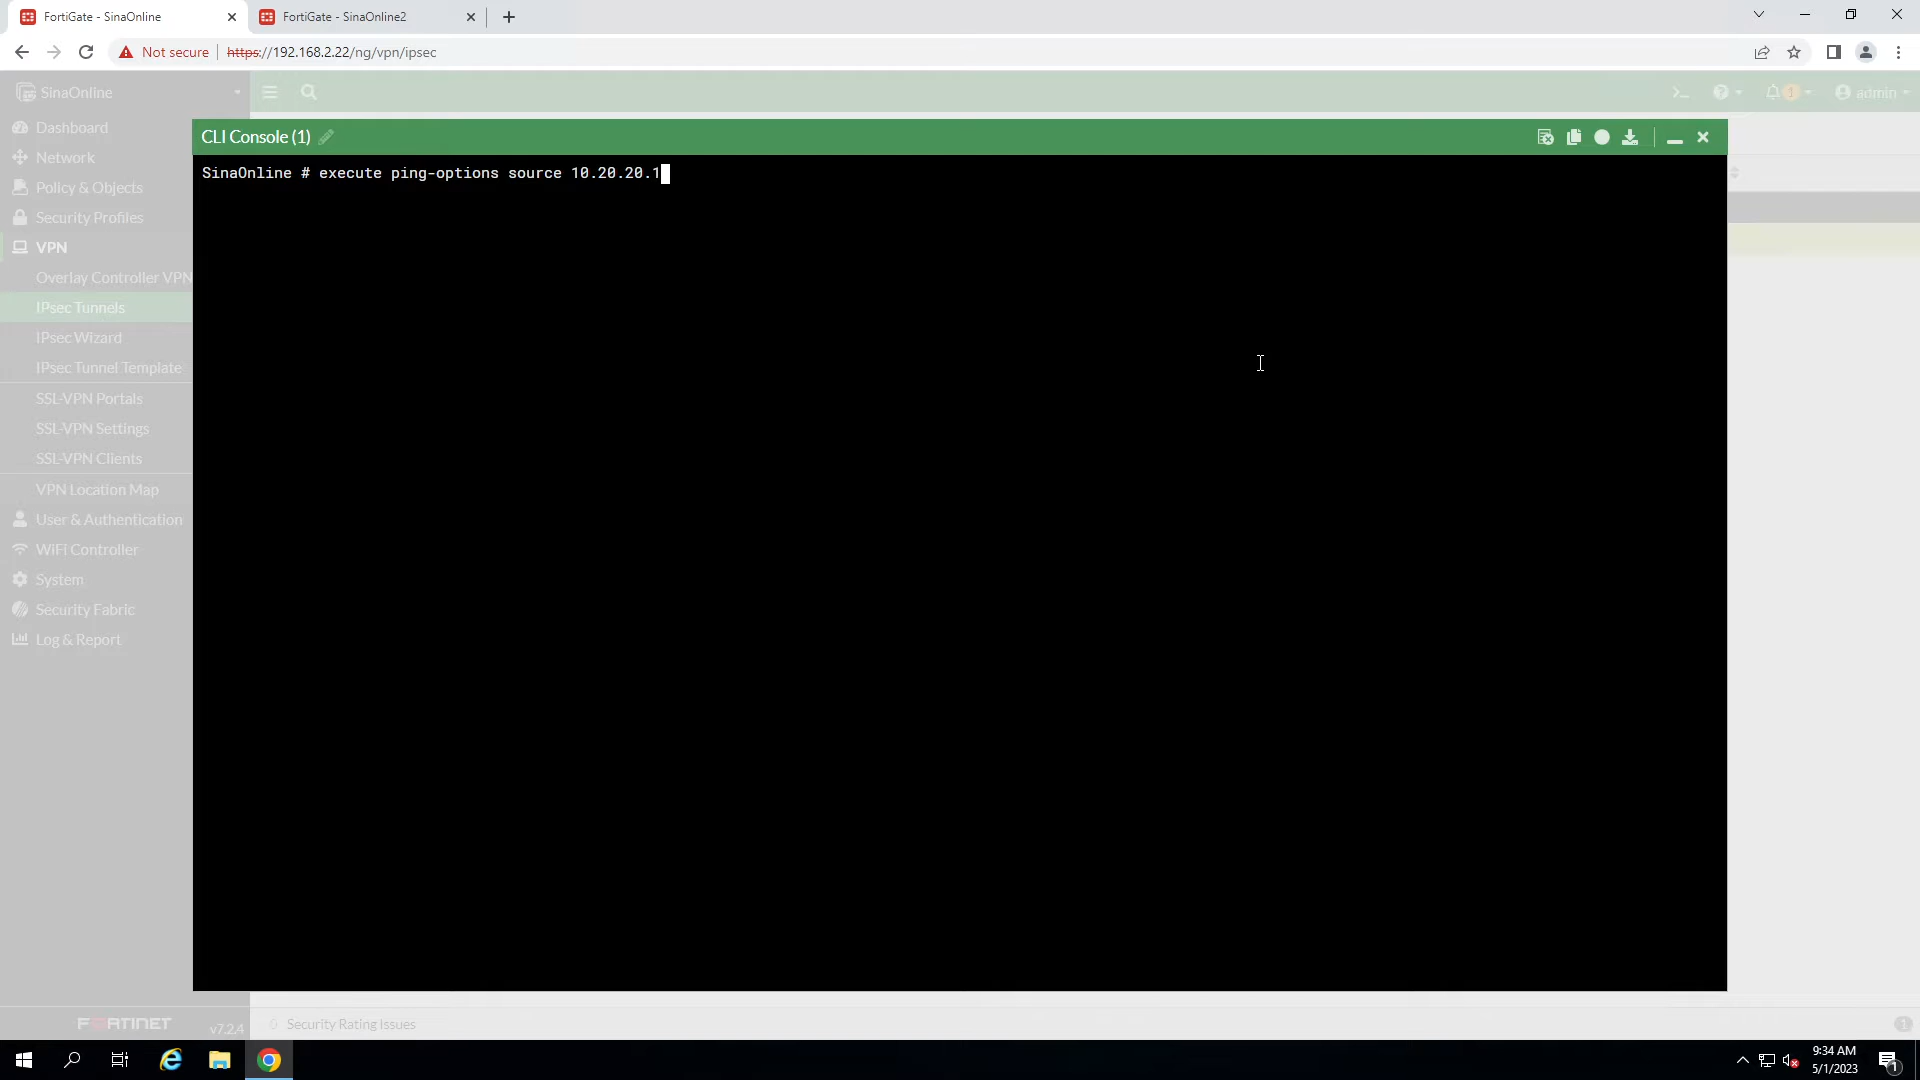 FortiGate - SinaOnline
FortiGate - SinaOnline2
Not secure
https://192.168.2.22/ng/vpn/ipsec
SinaOnline
1
admin
Dashboard
Network
Policy & Objects
Security Profiles
VPN
Overlay Controller VPN
IPsec Tunnels
IPsec Wizard
IPsec Tunnel Template
SSL-VPN Portals
SSL-VPN Settings
SSL-VPN Clients
VPN Location Map
User & Authentication
WiFi Controller
System
Security Fabric
Log & Report
CLI Console (1)
SinaOnline # execute ping-options source 10.20.20.1
FORTINET v7.2.4
0 Security Rating Issues
1
9:34 AM
5/1/2023
1